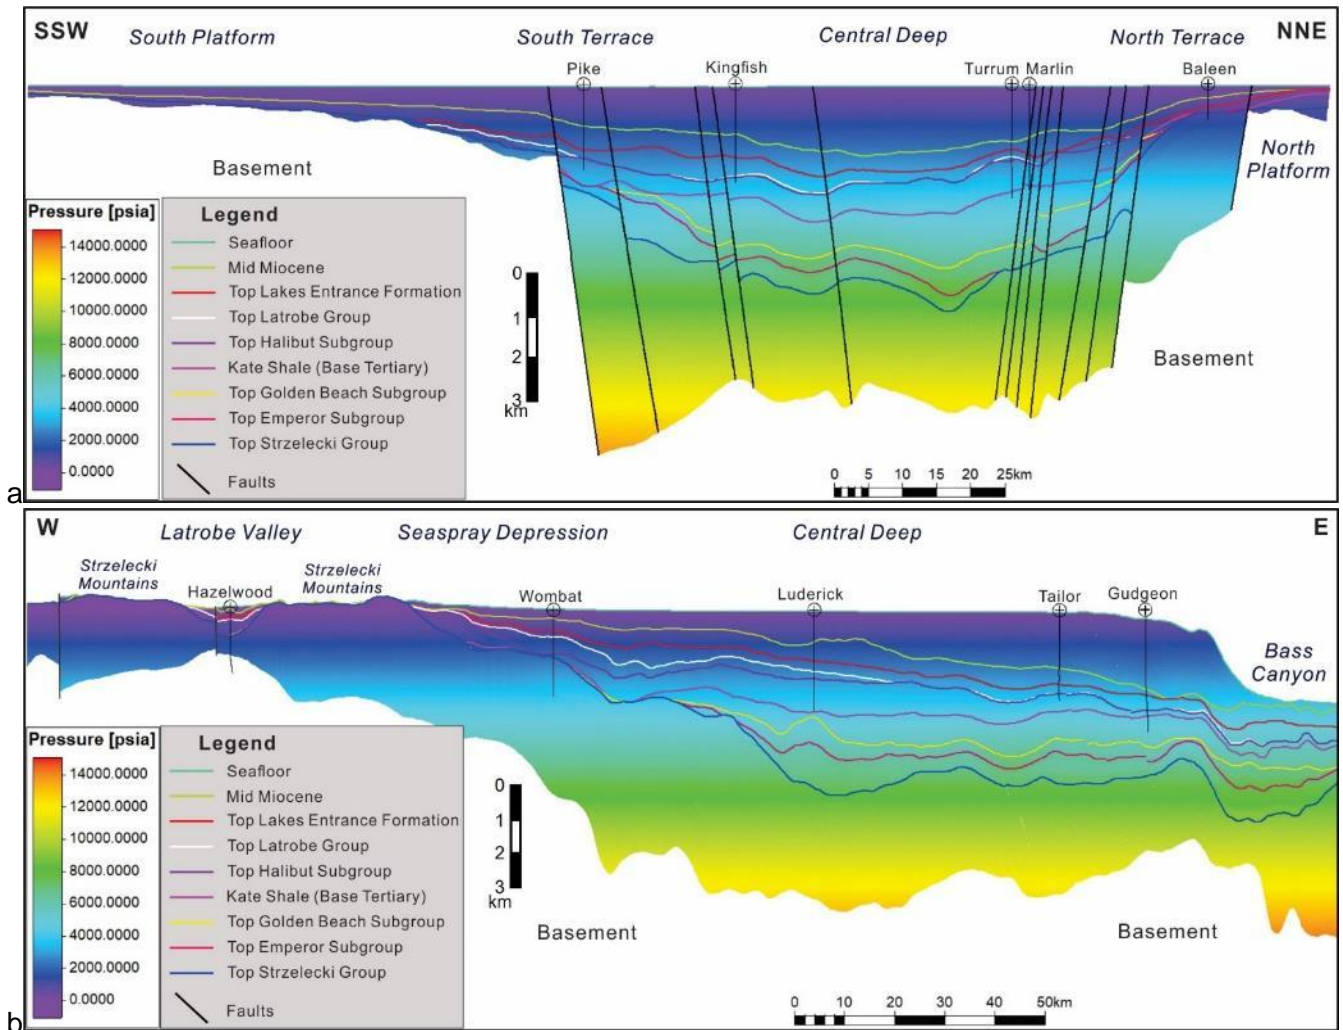 SSW
NNE
South Platform
South Terrace
Central Deep
North Terrace
Pike
Kingfish
Turrum
Marlin
Baleen
Basement
North
Platform
Pressure [psia]
14000.0000
12000.0000
10000.0000
8000.0000
6000.0000
4000.0000
2000.0000
0.0000
Legend
Seafloor
Mid Miocene
Top Lakes Entrance Formation
Top Latrobe Group
Top Halibut Subgroup
Kate Shale (Base Tertiary)
Top Golden Beach Subgroup
Top Emperor Subgroup
Top Strzelecki Group
Faults
0
1
2
3
km
Basement
0 5 10 15 20 25km
a
W
E
Latrobe Valley
Seaspray Depression
Central Deep
Strzelecki
Mountains
Hazelwood
Strzelecki
Mountains
Wombat
Luderick
Tailor
Gudgeon
Bass
Canyon
Pressure [psia]
14000.0000
12000.0000
10000.0000
8000.0000
6000.0000
4000.0000
2000.0000
0.0000
Legend
Seafloor
Mid Miocene
Top Lakes Entrance Formation
Top Latrobe Group
Top Halibut Subgroup
Kate Shale (Base Tertiary)
Top Golden Beach Subgroup
Top Emperor Subgroup
Top Strzelecki Group
Faults
0
1
2
3
km
Basement
Basement
0 10 20 30 40 50km
b